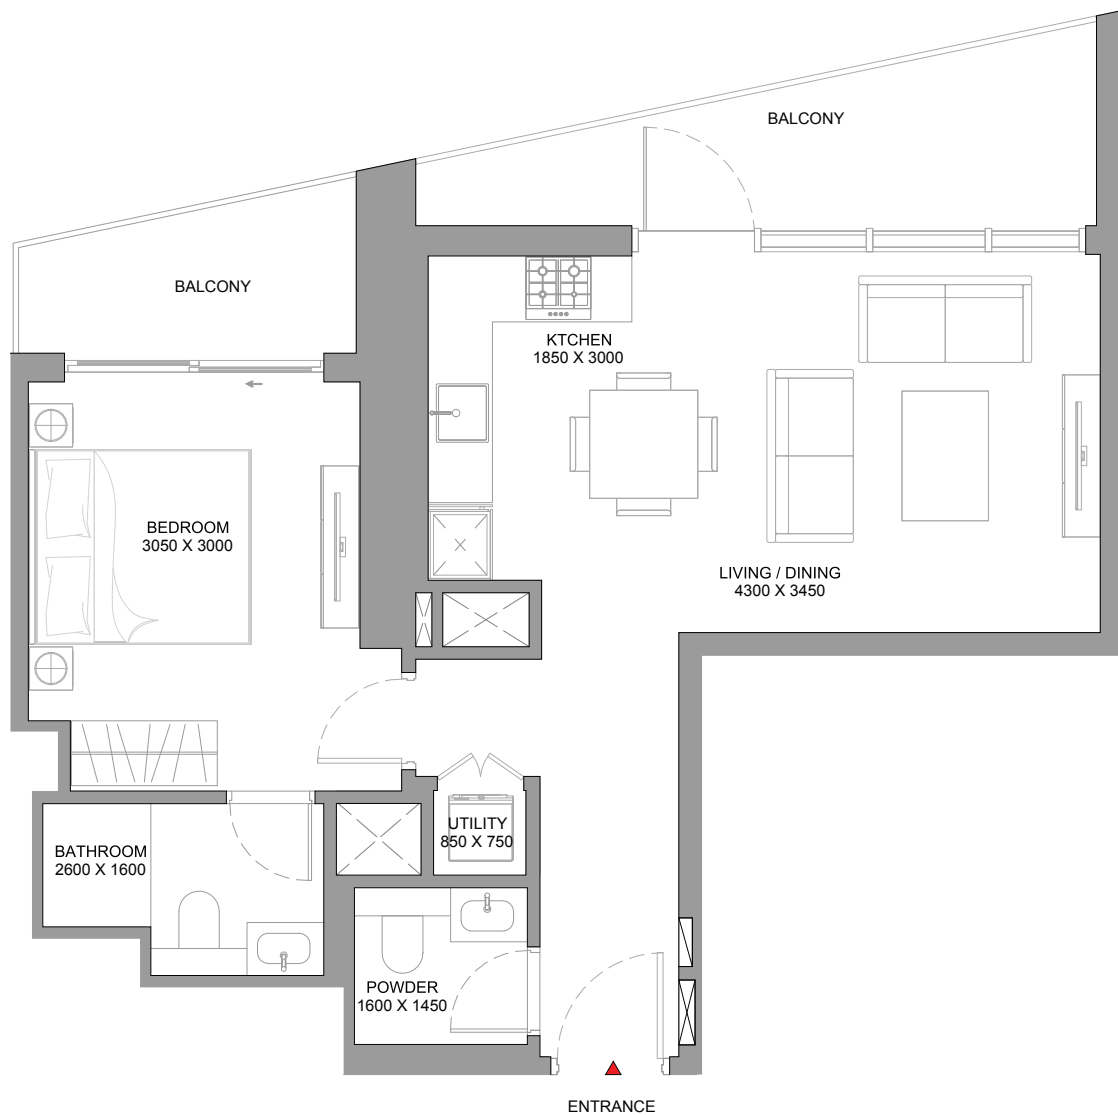 BALCONY
BALCONY
KTCHEN
1850 X 3000
BEDROOM
3050 X 3000
LIVING / DINING
4300 X 3450
UTILITY
850 X 750
BATHROOM
2600 X 1600
POWDER
1600 X 1450
ENTRANCE